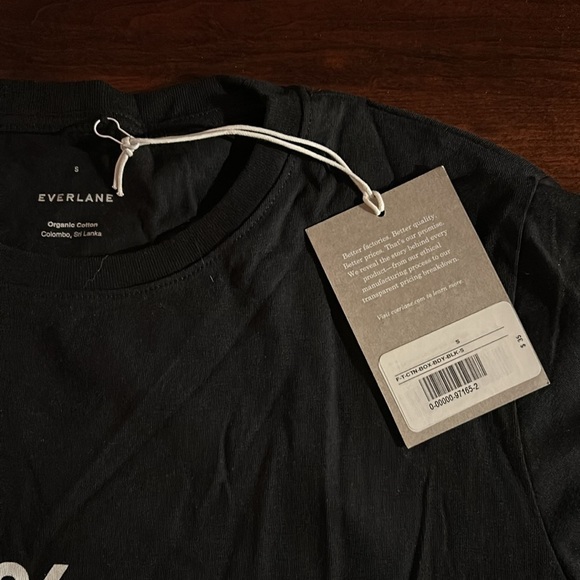 S
EVERLANE
Organic Cotton
Colombo, Sri Lanka
Better factories. Better quality.
Better prices. That's our promise.
We reveal the story behind every
product—from our ethical
manufacturing process to our
transparent pricing breakdown.
Visit everlane.com to learn more
S
F-T-CTN-BOX-BDY-BLK-S
0-00000-97165-2
$ 35
%